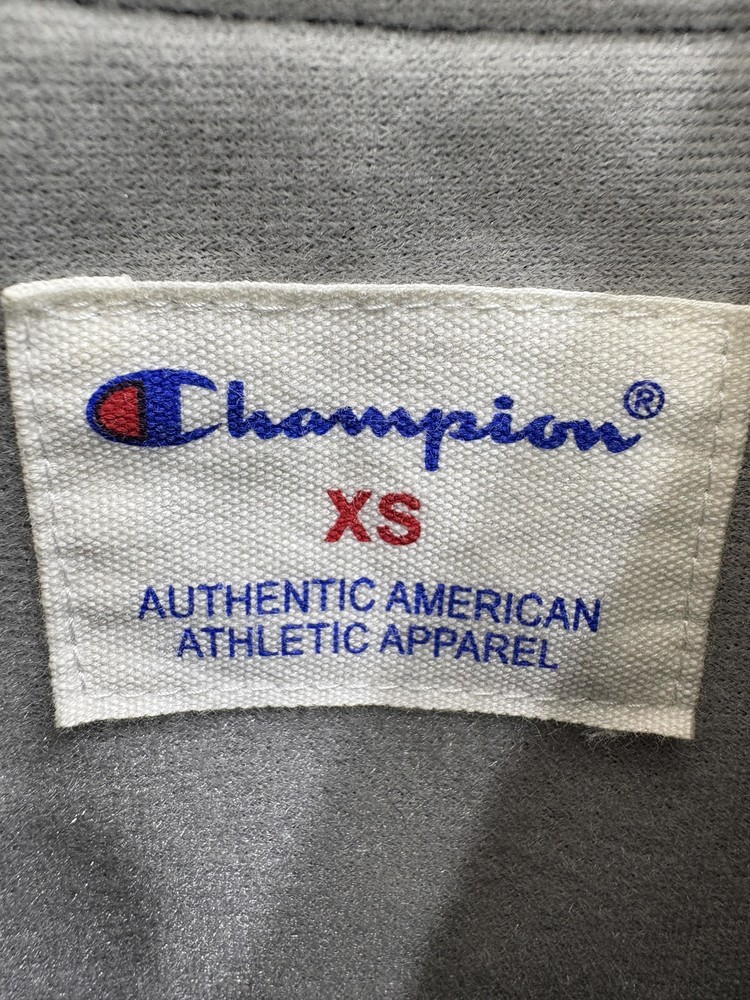 Champion®
XS
AUTHENTIC AMERICAN
ATHLETIC APPAREL